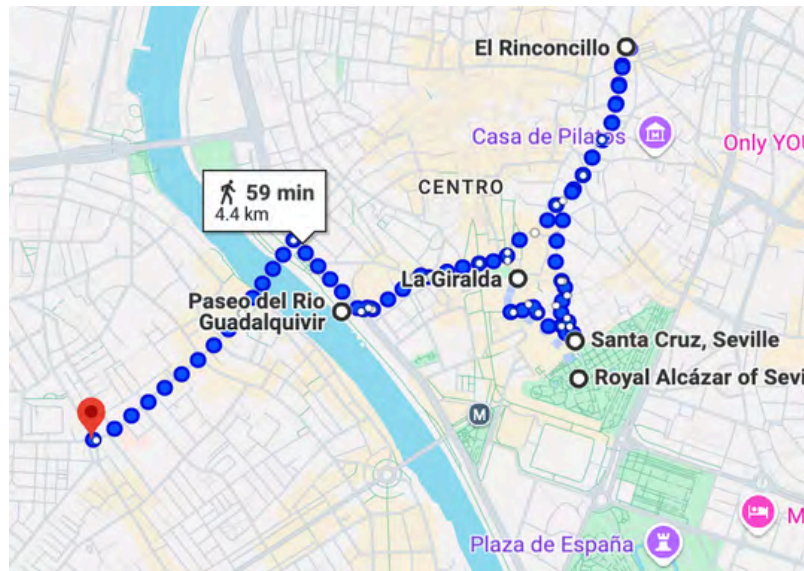 El Rinconcillo
Casa de Pilatos
Only YOU
CENTRO
59 min
4.4 km
La Giralda
Paseo del Rio
Guadalquivir
Santa Cruz, Seville
Royal Alcázar of Sevi
M
M
Plaza de España